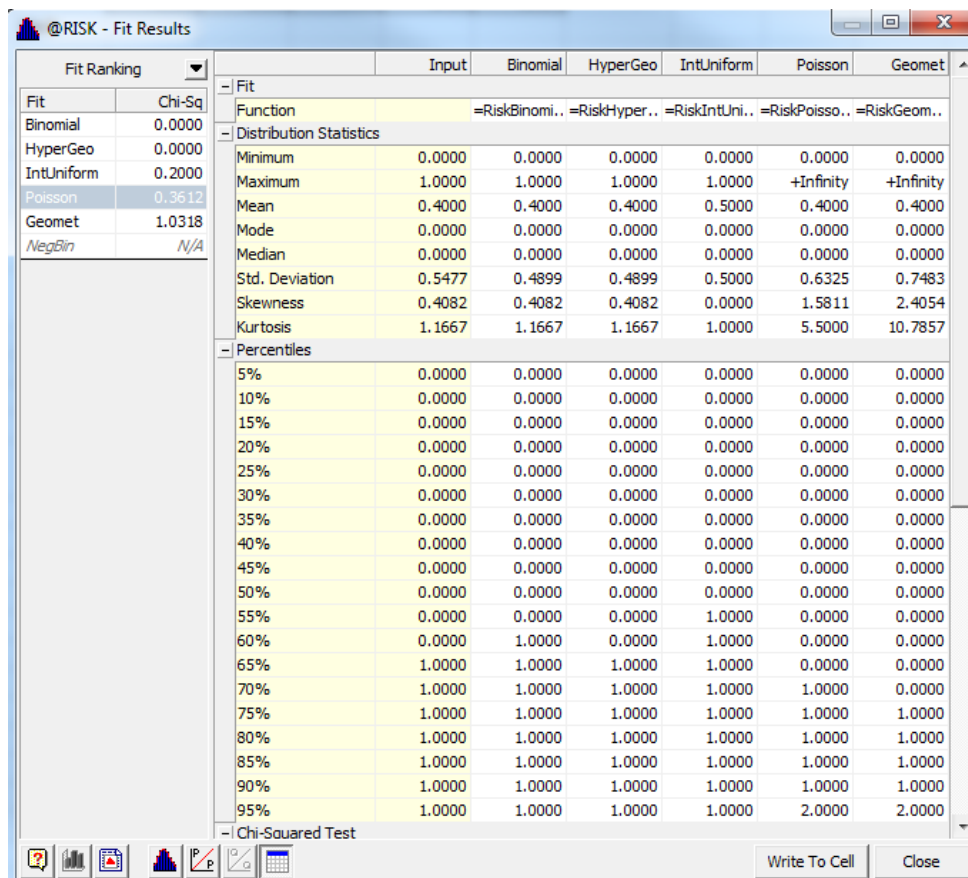 @RISK - Fit Results
Fit Ranking
Fit Chi-Sq
Binomial 0.0000
HyperGeo 0.0000
IntUniform 0.2000
Poisson 0.3612
Geomet 1.0318
NegBin N/A
Input Binomial HyperGeo IntUniform Poisson Geomet
Fit
Function =RiskBinomi.. =RiskHyper.. =RiskIntUni.. =RiskPoisso.. =RiskGeom..
Distribution Statistics
Minimum 0.0000 0.0000 0.0000 0.0000 0.0000 0.0000
Maximum 1.0000 1.0000 1.0000 1.0000 +Infinity +Infinity
Mean 0.4000 0.4000 0.4000 0.5000 0.4000 0.4000
Mode 0.0000 0.0000 0.0000 0.0000 0.0000 0.0000
Median 0.0000 0.0000 0.0000 0.0000 0.0000 0.0000
Std. Deviation 0.5477 0.4899 0.4899 0.5000 0.6325 0.7483
Skewness 0.4082 0.4082 0.4082 0.0000 1.5811 2.4054
Kurtosis 1.1667 1.1667 1.1667 1.0000 5.5000 10.7857
Percentiles
5% 0.0000 0.0000 0.0000 0.0000 0.0000 0.0000
10% 0.0000 0.0000 0.0000 0.0000 0.0000 0.0000
15% 0.0000 0.0000 0.0000 0.0000 0.0000 0.0000
20% 0.0000 0.0000 0.0000 0.0000 0.0000 0.0000
25% 0.0000 0.0000 0.0000 0.0000 0.0000 0.0000
30% 0.0000 0.0000 0.0000 0.0000 0.0000 0.0000
35% 0.0000 0.0000 0.0000 0.0000 0.0000 0.0000
40% 0.0000 0.0000 0.0000 0.0000 0.0000 0.0000
45% 0.0000 0.0000 0.0000 0.0000 0.0000 0.0000
50% 0.0000 0.0000 0.0000 0.0000 0.0000 0.0000
55% 0.0000 0.0000 0.0000 1.0000 0.0000 0.0000
60% 0.0000 1.0000 0.0000 1.0000 0.0000 0.0000
65% 1.0000 1.0000 1.0000 1.0000 0.0000 0.0000
70% 1.0000 1.0000 1.0000 1.0000 1.0000 0.0000
75% 1.0000 1.0000 1.0000 1.0000 1.0000 1.0000
80% 1.0000 1.0000 1.0000 1.0000 1.0000 1.0000
85% 1.0000 1.0000 1.0000 1.0000 1.0000 1.0000
90% 1.0000 1.0000 1.0000 1.0000 1.0000 1.0000
95% 1.0000 1.0000 1.0000 1.0000 2.0000 2.0000
Chi-Squared Test
Write To Cell Close